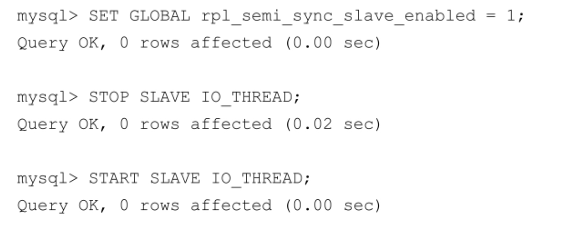 mysql> SET GLOBAL rpl_semi_sync_slave_enabled = 1;
Query OK, 0 rows affected (0.00 sec)
mysql> STOP SLAVE IO_THREAD;
Query OK, 0 rows affected (0.02 sec)
mysql> START SLAVE IO_THREAD;
Query OK, 0 rows affected (0.00 sec)